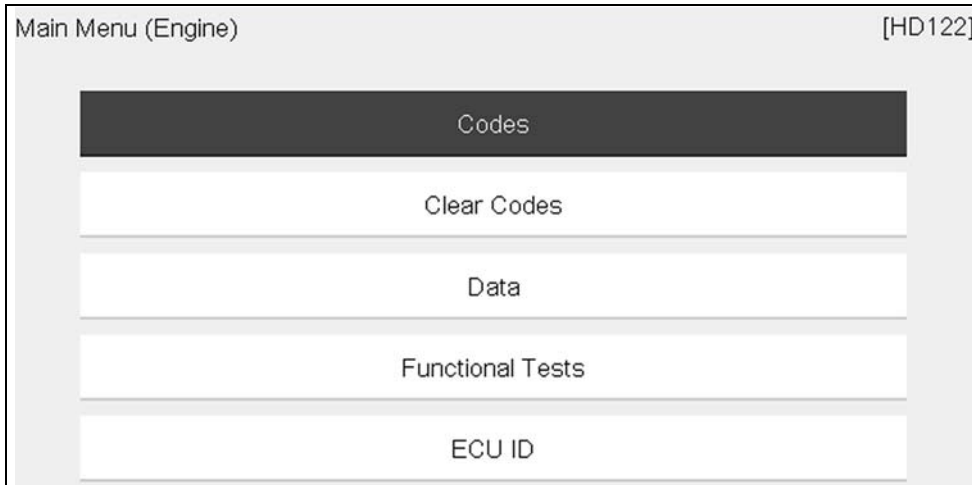 Main Menu (Engine) [HD122]
Codes
Clear Codes
Data
Functional Tests
ECU ID